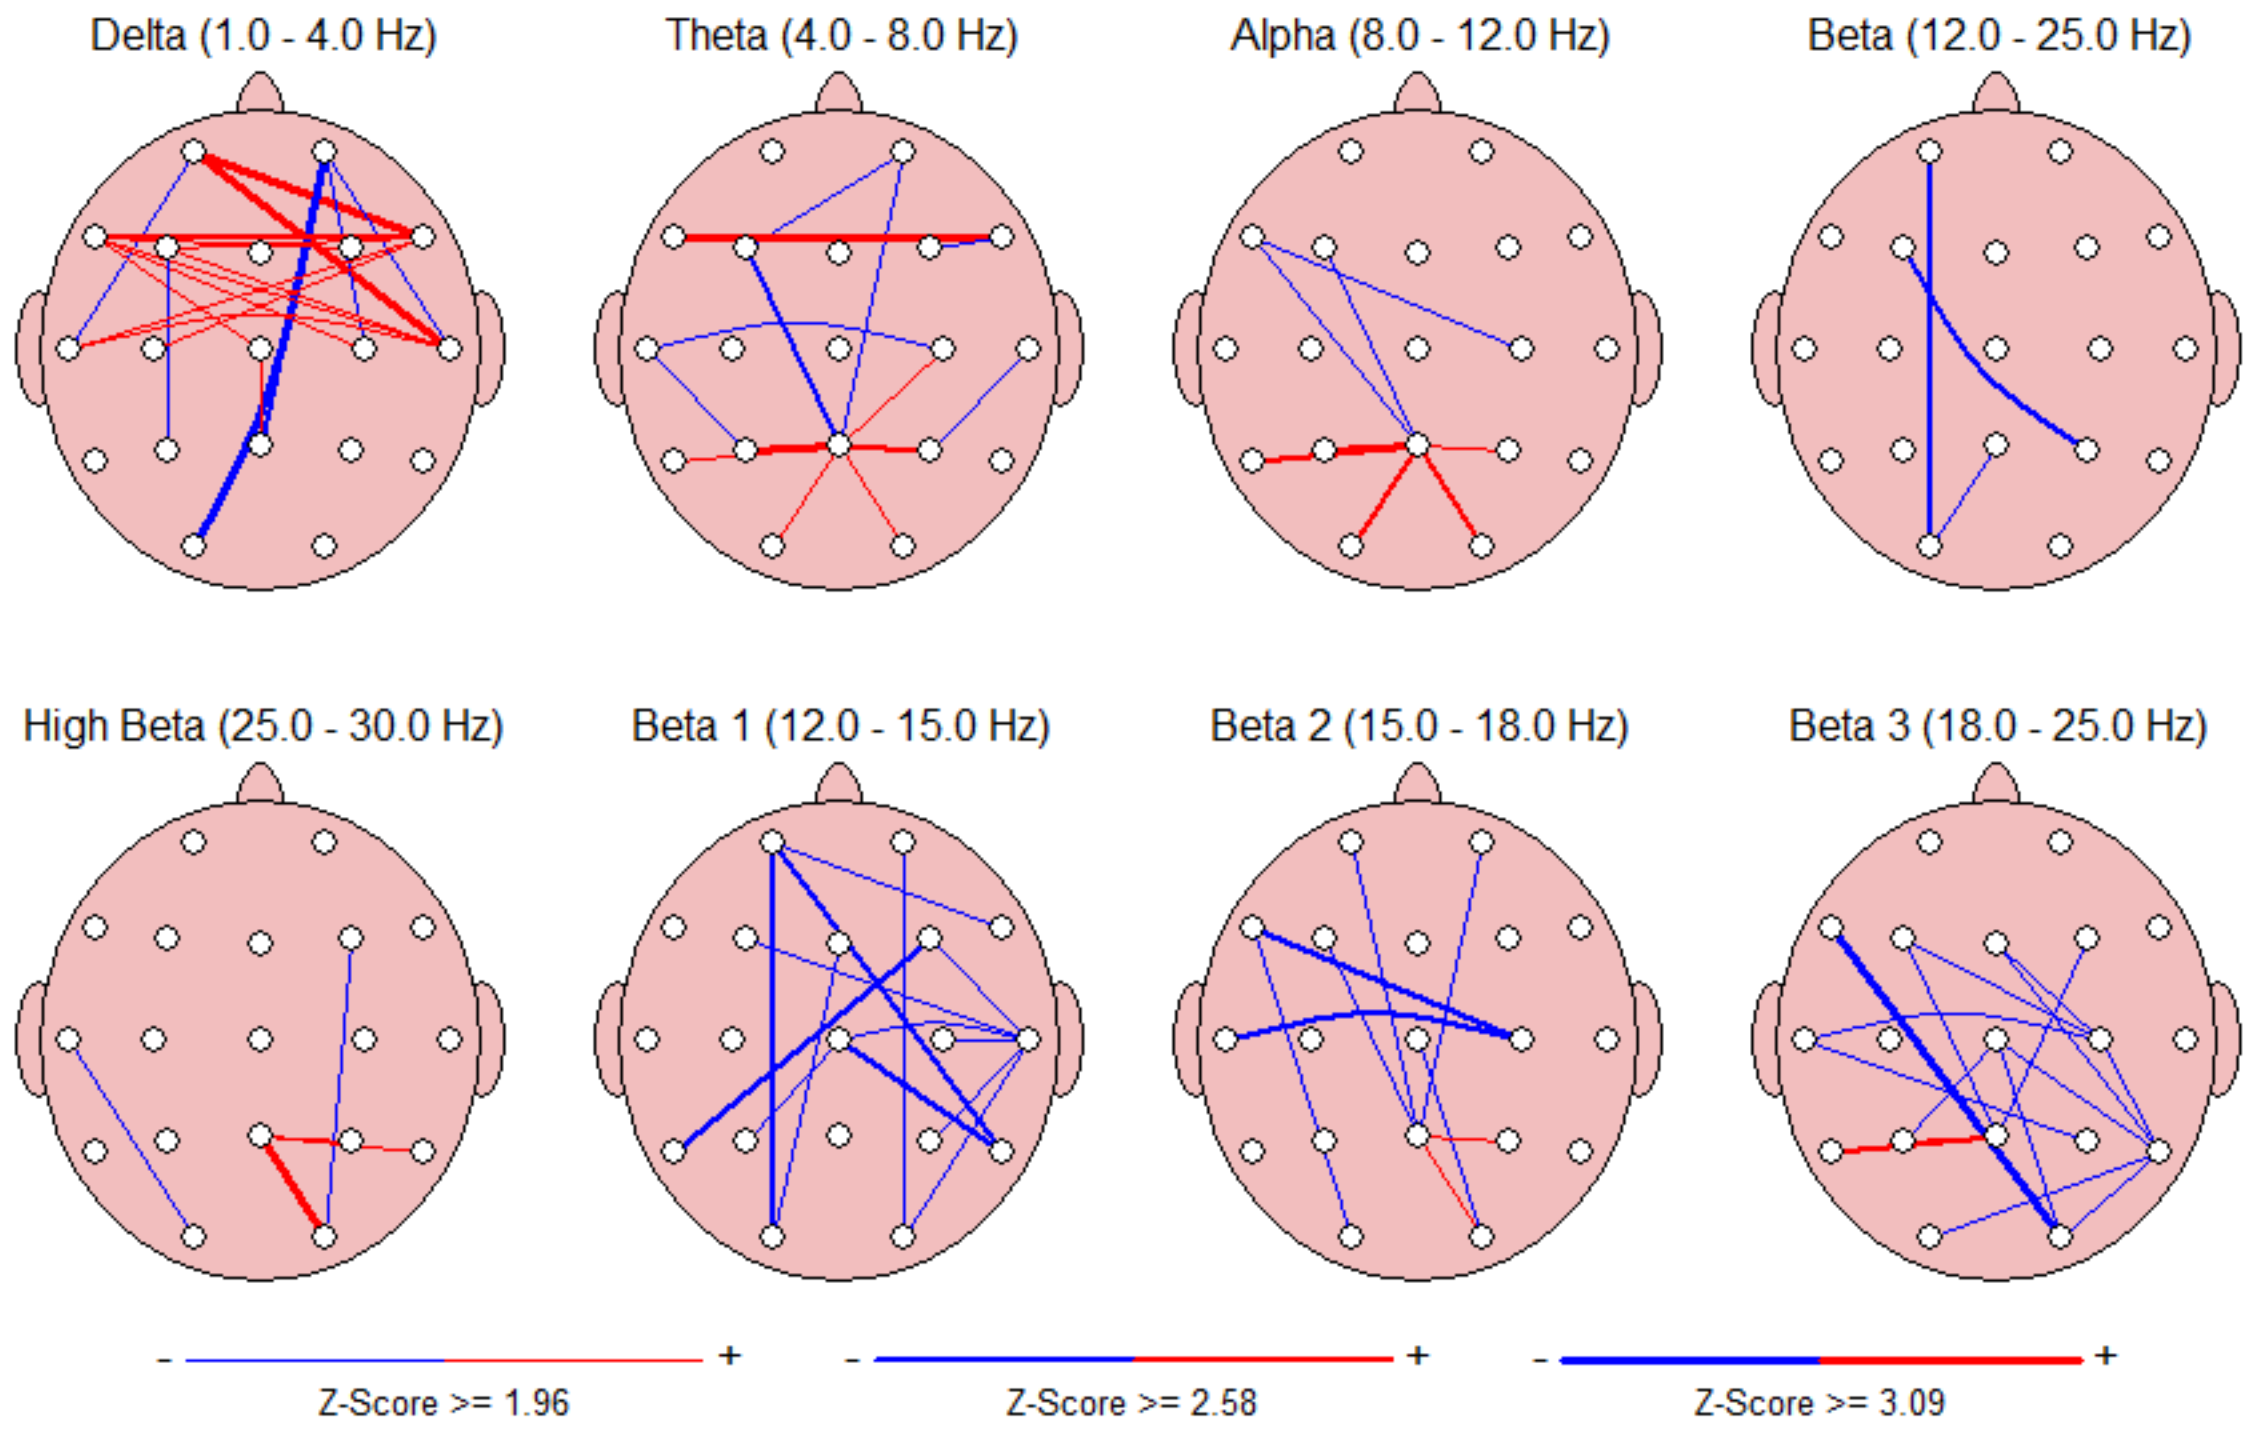 Delta (1.0 - 4.0 Hz)
Theta (4.0 - 8.0 Hz)
Alpha (8.0 - 12.0 Hz)
Beta (12.0 - 25.0 Hz)
High Beta (25.0 - 30.0 Hz)
Beta 1 (12.0 - 15.0 Hz)
Beta 2 (15.0 - 18.0 Hz)
Beta 3 (18.0 - 25.0 Hz)
- +
- +
- +
Z-Score >= 1.96
Z-Score >= 2.58
Z-Score >= 3.09